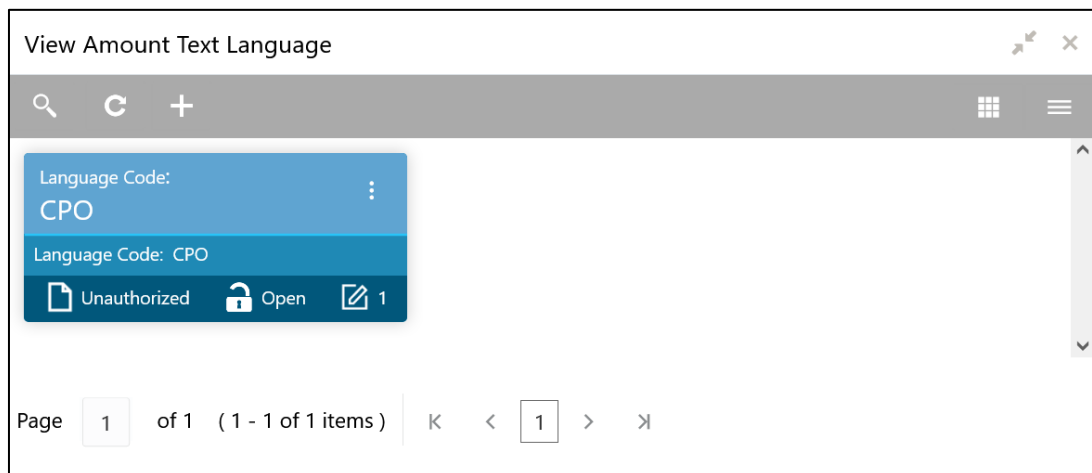 View Amount Text Language
Language Code:
CPO
Language Code: CPO
Unauthorized Open 1
Page 1 of 1 ( 1 - 1 of 1 items ) 1